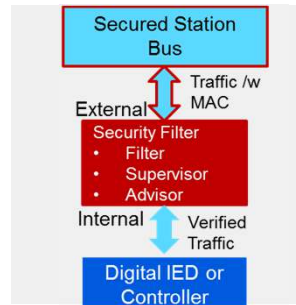 Secured Station
Bus
Traffic /w
MAC
External
Security Filter
• Filter
• Supervisor
• Advisor
Internal
Verified
Traffic
Digital IED or
Controller